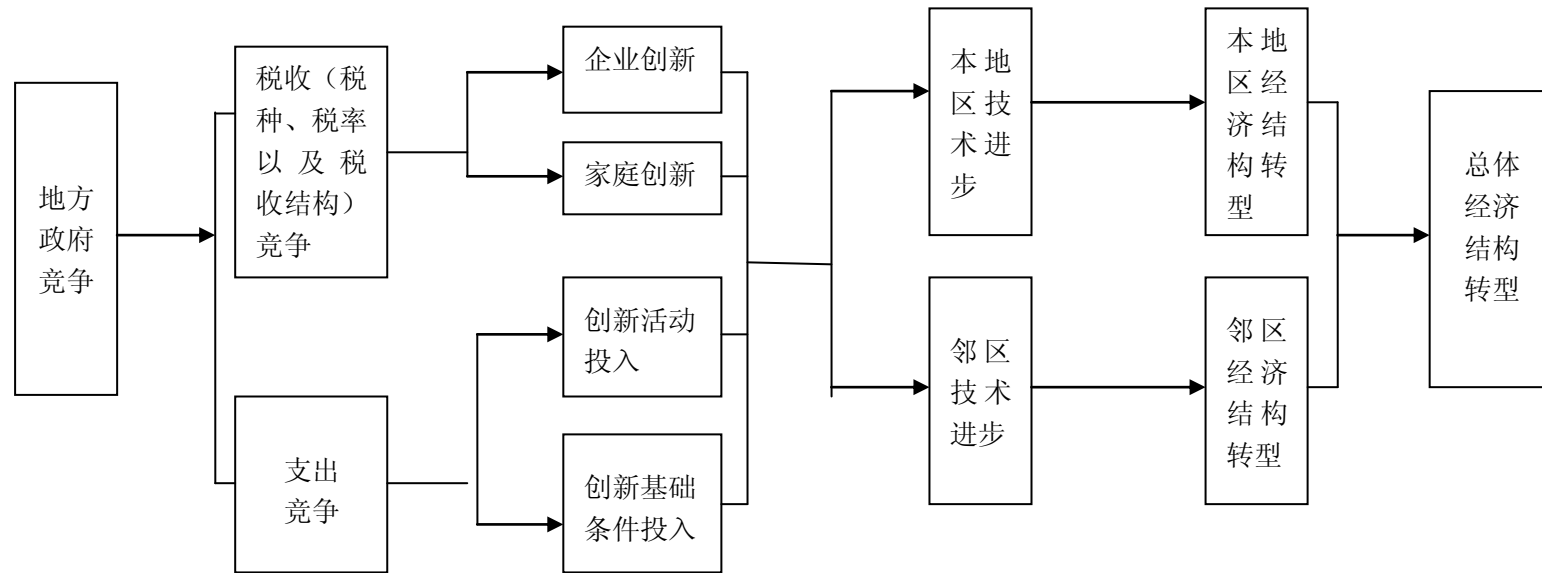 地方
政府
竞争
税收（税
种、税率
以及税
收结构）
竞争
支出
竞争
企业创新
家庭创新
创新活动
投入
创新基础
条件投入
本地
区技
术进
步
邻区
技术
进步
本地
区经
济结
构转
型
邻区
经济
结构
转型
总体
经济
结构
转型